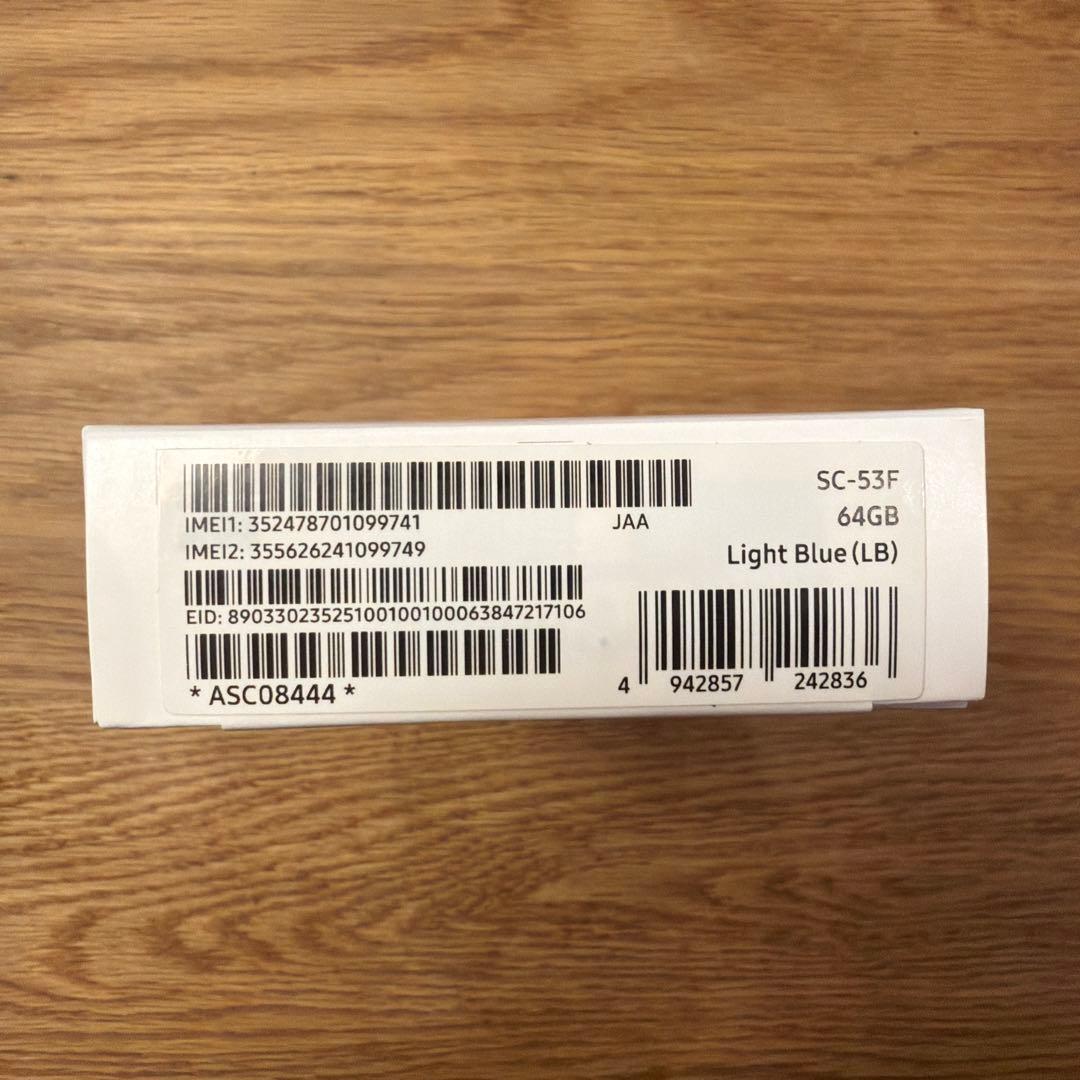 IMEI1: 352478701099741 JAA
IMEI2: 355626241099749
EID: 89033023525100100100063847217106
* ASC08444 *
SC-53F
64GB
Light Blue(LB)
4 942857 242836